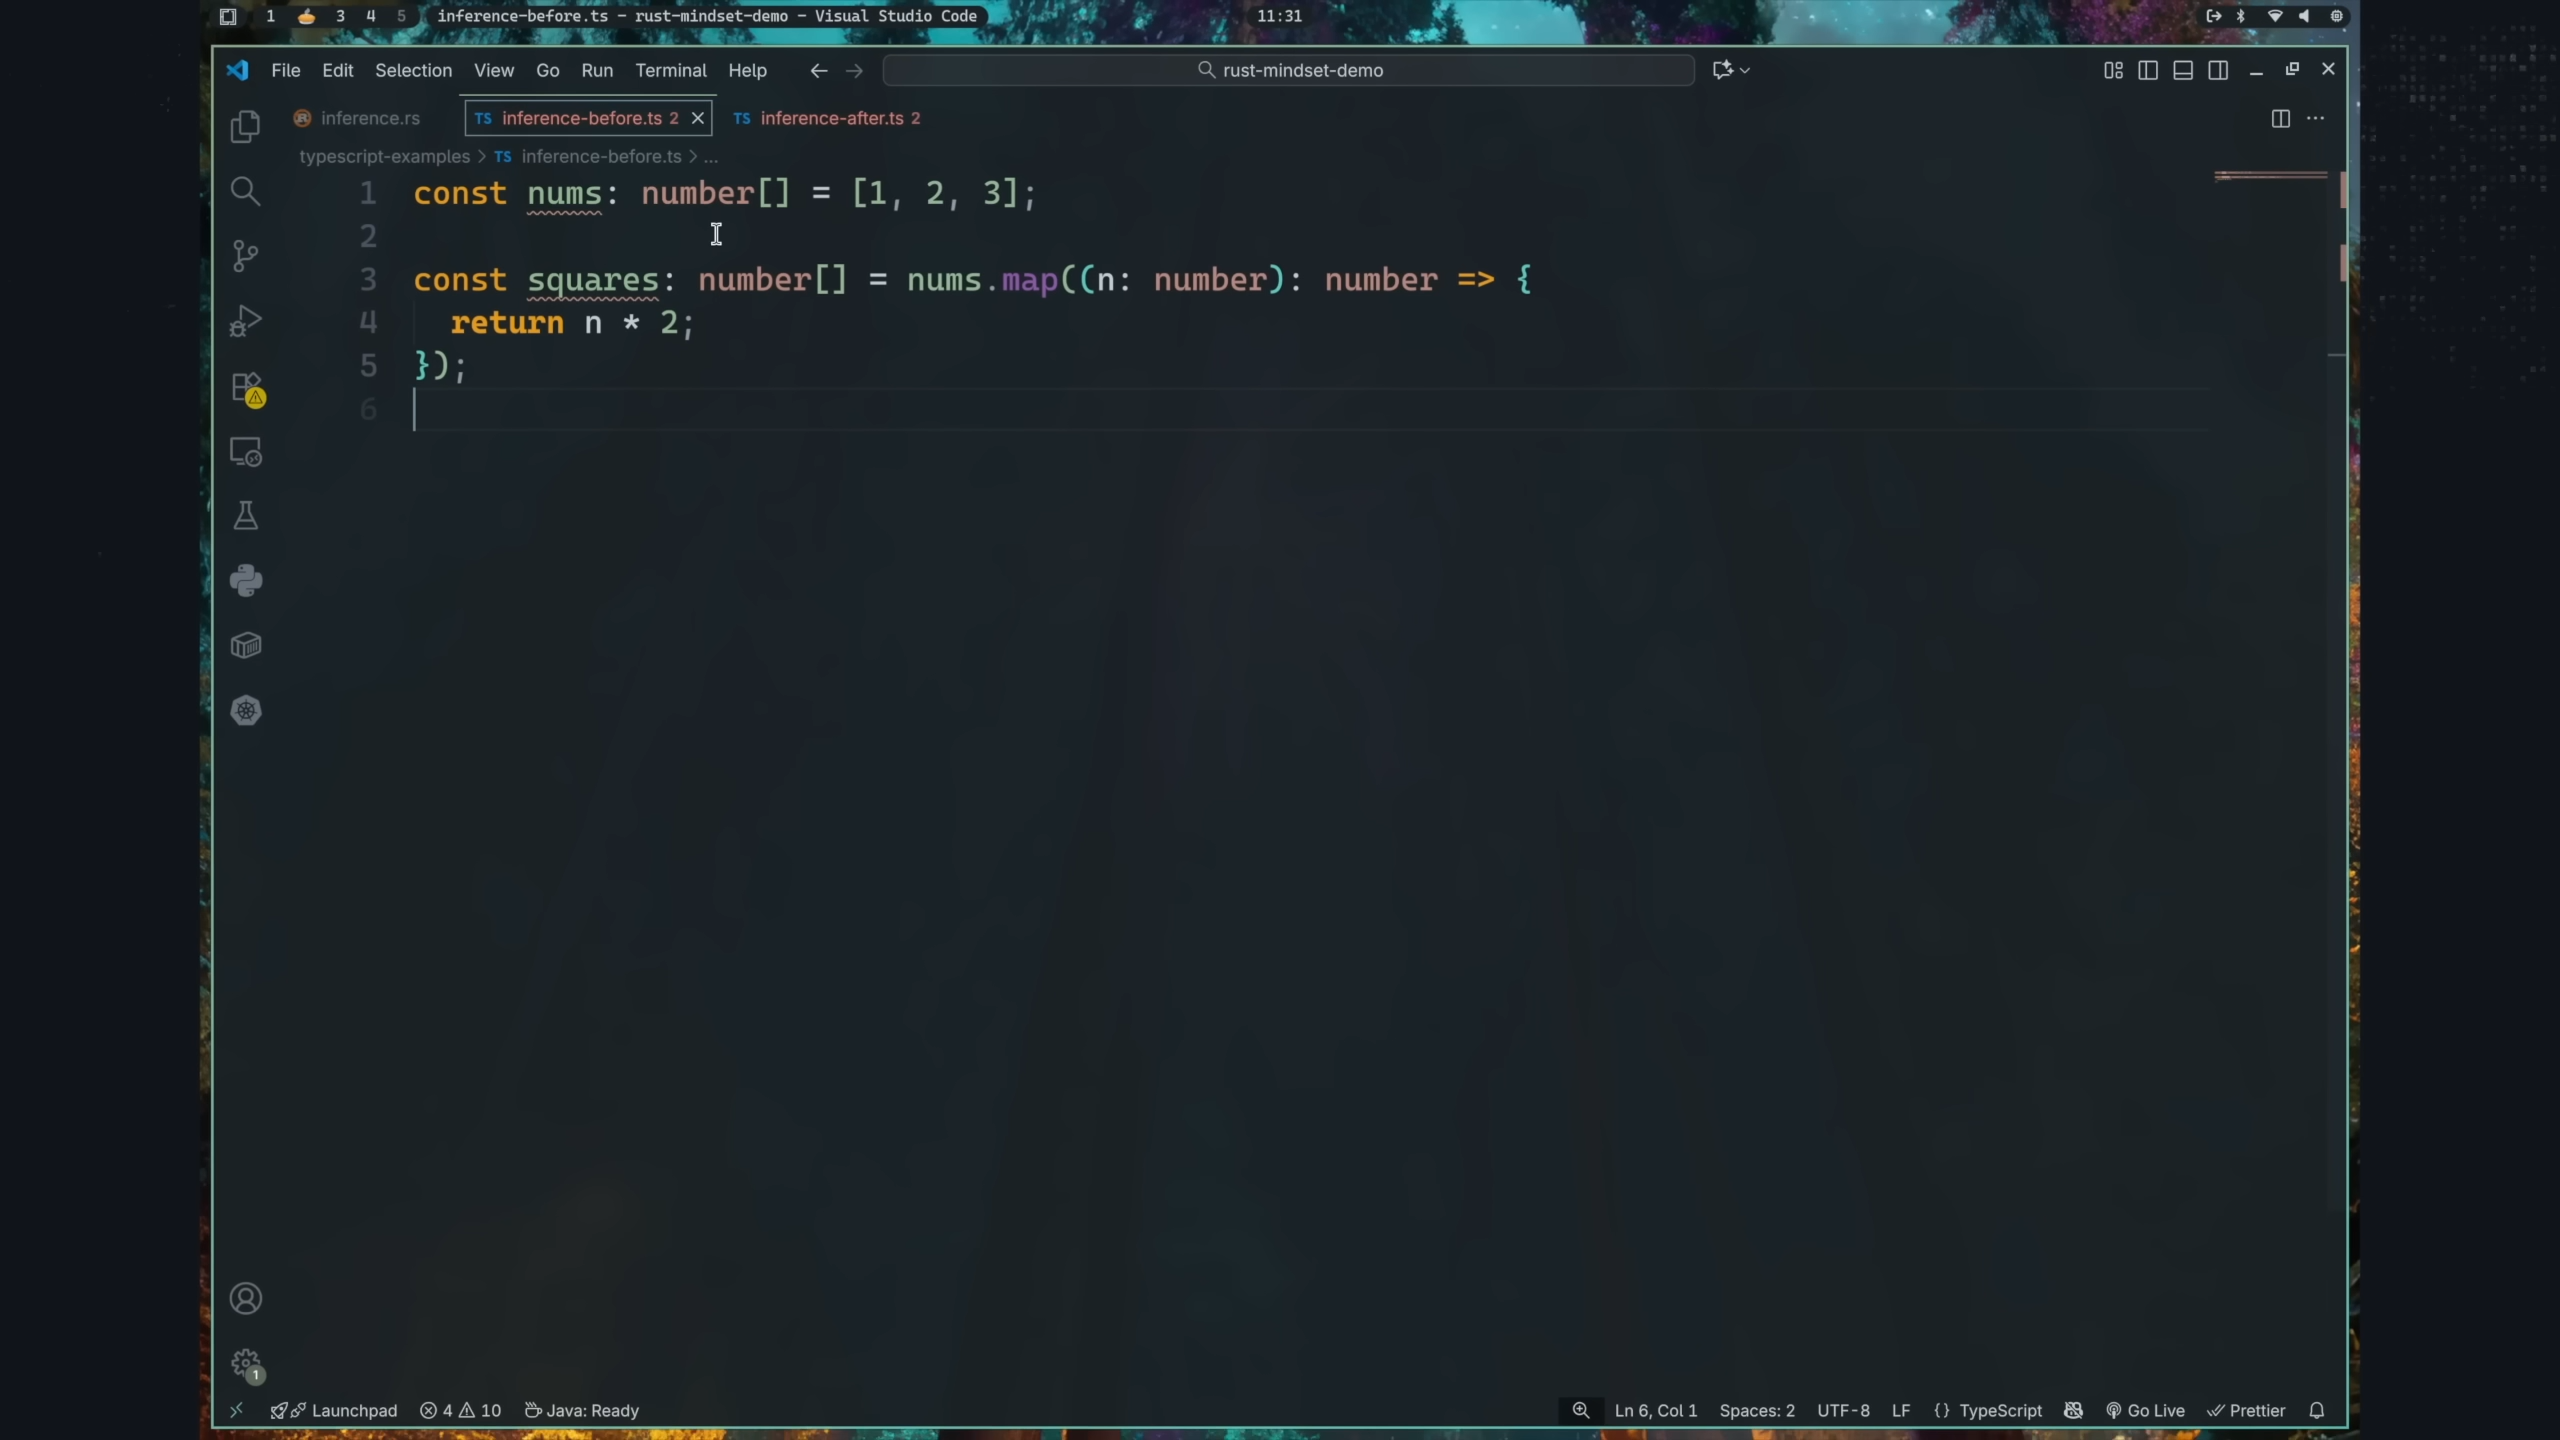 1 3 4 5 inference-before.ts - rust-mindset-demo - Visual Studio Code 11:31
File Edit Selection View Go Run Terminal Help rust-mindset-demo
inference.rs TS inference-before.ts 2 TS inference-after.ts 2
typescript-examples > TS inference-before.ts > ...
1 const nums: number[] = [1, 2, 3];
2
3 const squares: number[] = nums.map((n: number): number => {
4 return n * 2;
5 });
6
1
Launchpad 4 10 Java: Ready Ln 6, Col 1 Spaces: 2 UTF-8 LF {} TypeScript Go Live Prettier